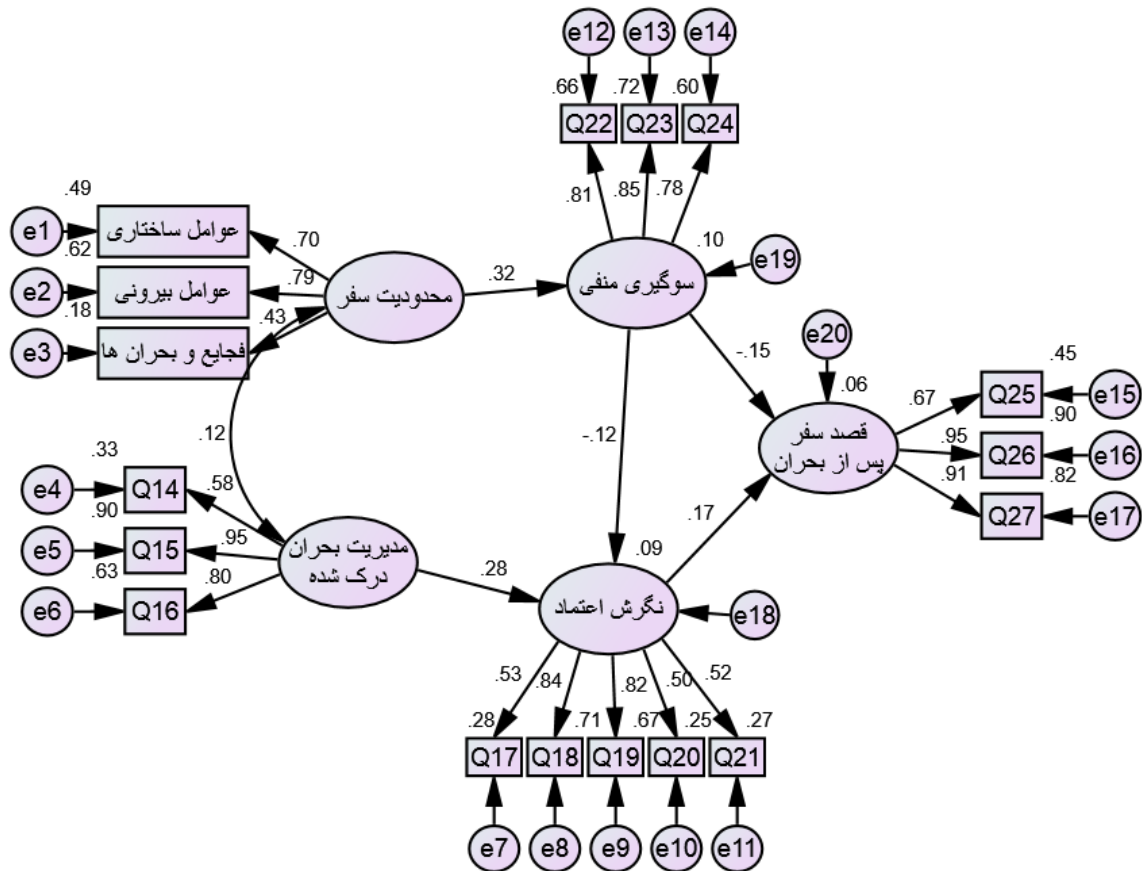 e12
e13
e14
.66
.72
.60
Q22
Q23
Q24
.81
.85
.78
.49
e1
عوامل ساختاری
.70
.62
e2
عوامل بیرونی
.79
.18
e3
فجایع و بحران ها
.43
محدودیت سفر
.32
سوگیری منفی
.10
e19
e20
-.15
.06
.45
.67
Q25
e15
.90
قصد سفر
پس از بحران
.95
Q26
e16
.82
.91
Q27
e17
-.12
.12
.17
.33
e4
Q14
.58
.90
e5
Q15
.95
.63
e6
Q16
.80
مدیریت بحران
درک شده
.28
.09
نگرش اعتماد
e18
.53
.84
.82
.50
.52
.28
.71
.67
.25
.27
Q17
Q18
Q19
Q20
Q21
e7
e8
e9
e10
e11